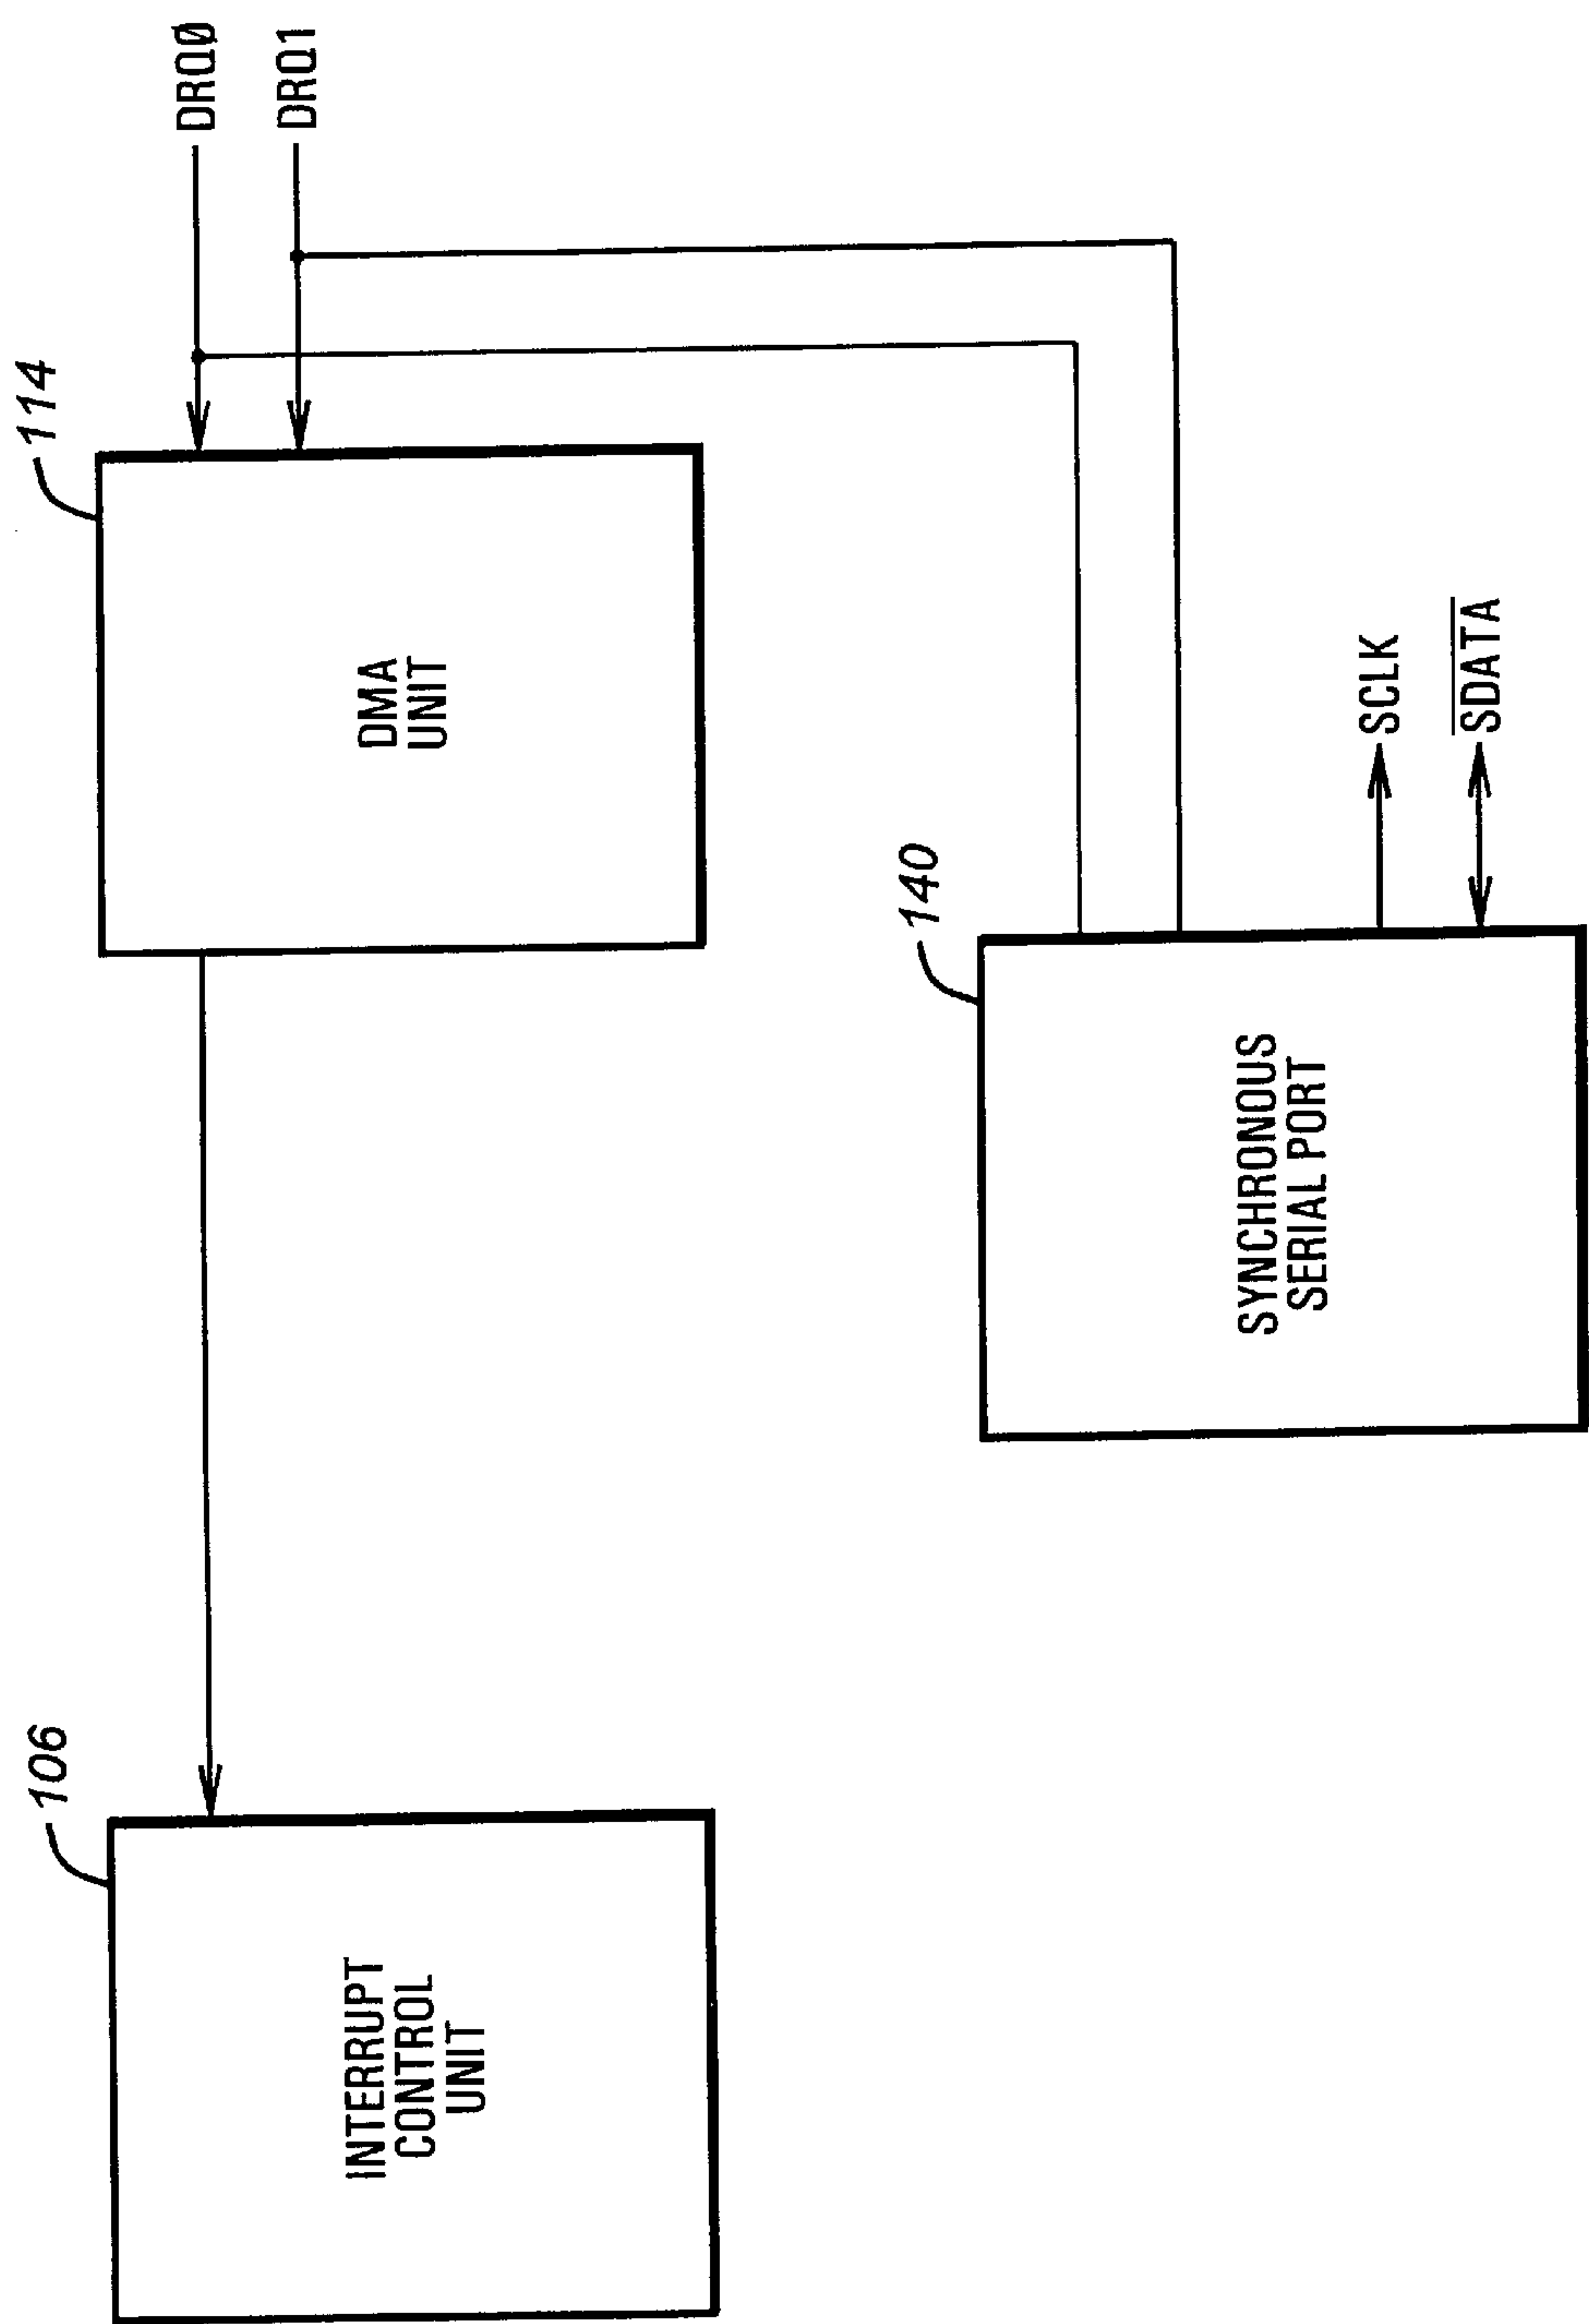 106
INTERRUPT
CONTROL
UNIT
114
DMA
UNIT
DRQ0
DRQ1
140
SYNCHRONOUS
SERIAL PORT
SCLK
SDATA